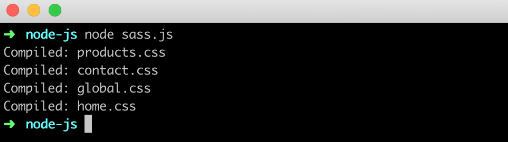 ➜ node-js node sass.js
Compiled: products.css
Compiled: contact.css
Compiled: global.css
Compiled: home.css
➜ node-js